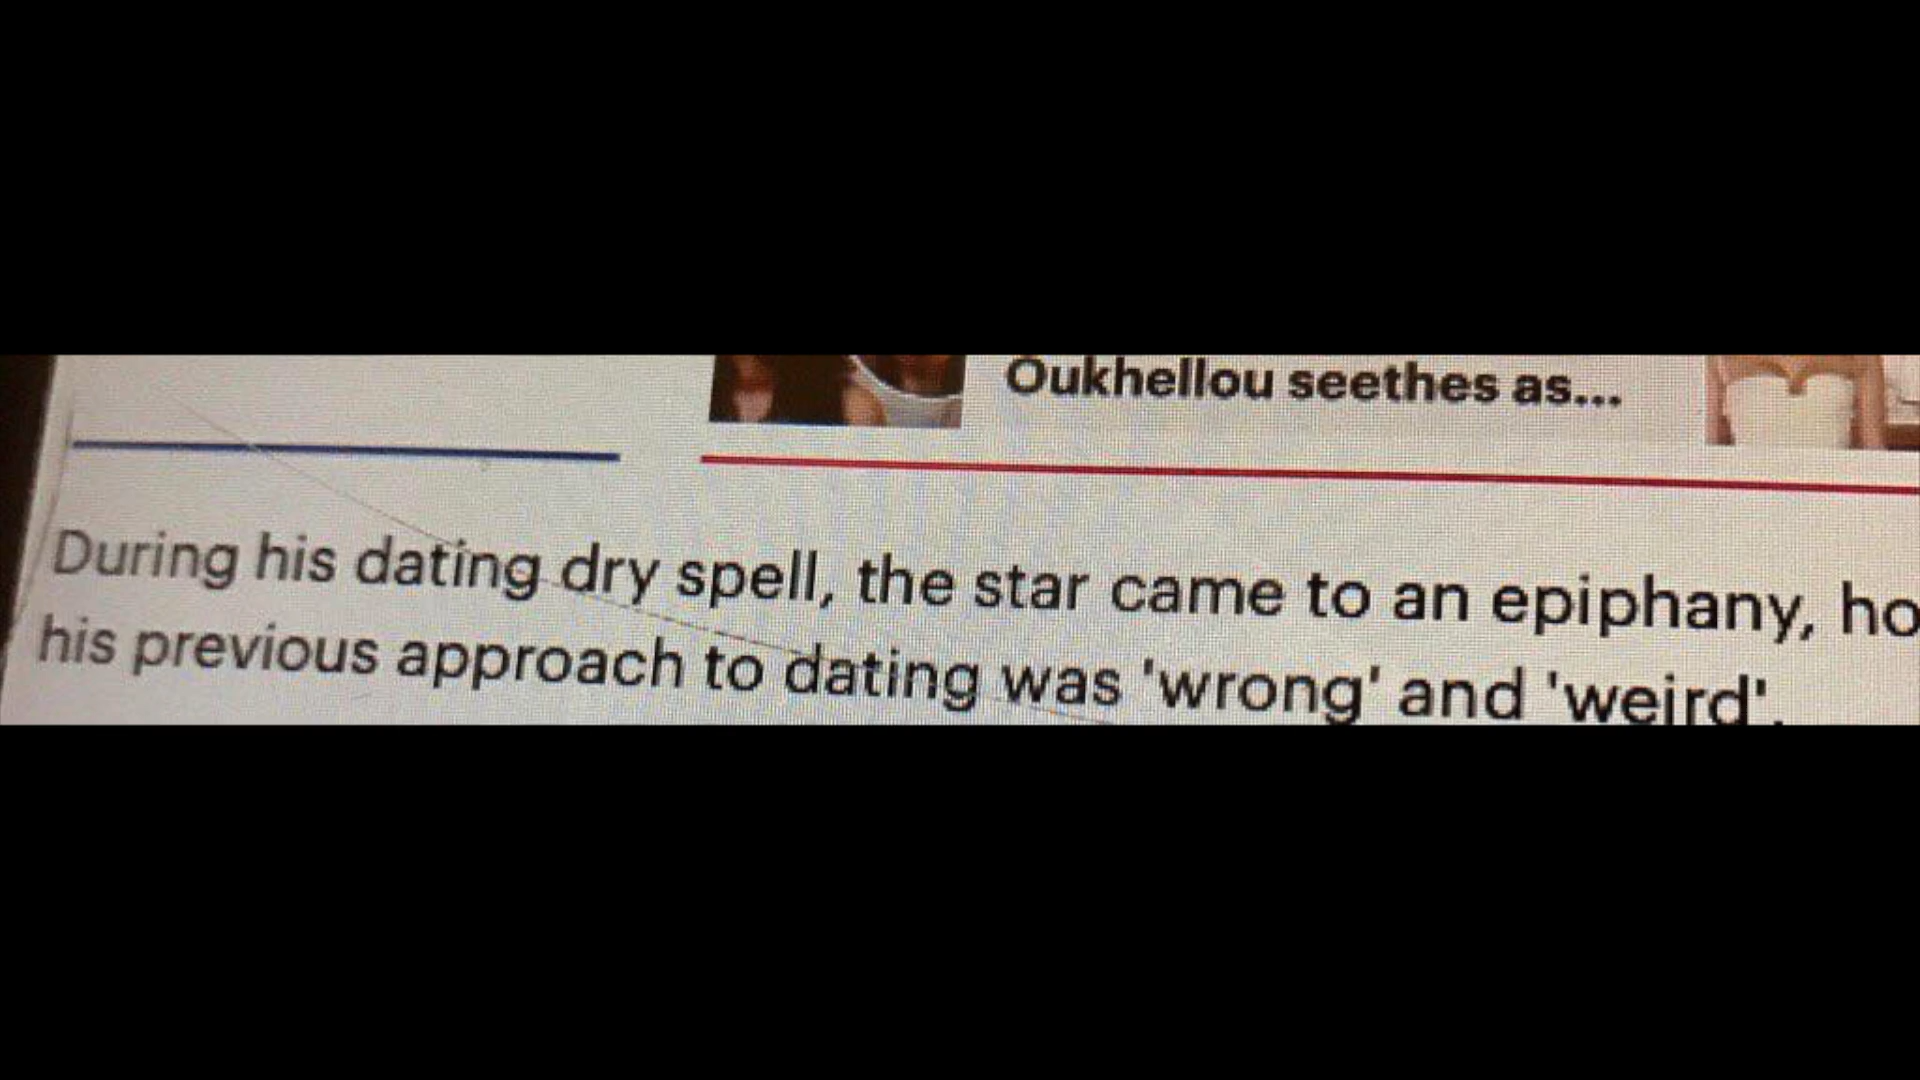 Oukhellou seethes as...
During his dating dry spell, the star came to an epiphany, ho
his previous approach to dating was 'wrong' and 'weird'.